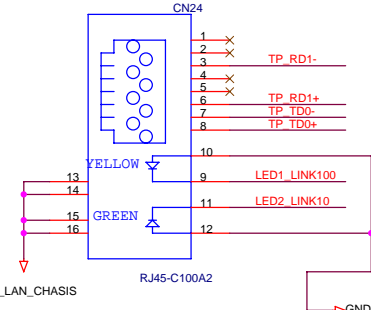 CN24
1
2
3 TP_RD1-
4
5
6 TP_RD1+
7 TP_TD0-
8 TP_TD0+
10
YELLOW
13 9 LED1_LINK100
14
11 LED2_LINK10
15 GREEN
16 12
RJ45-C100A2
_LAN_CHASIS
GND